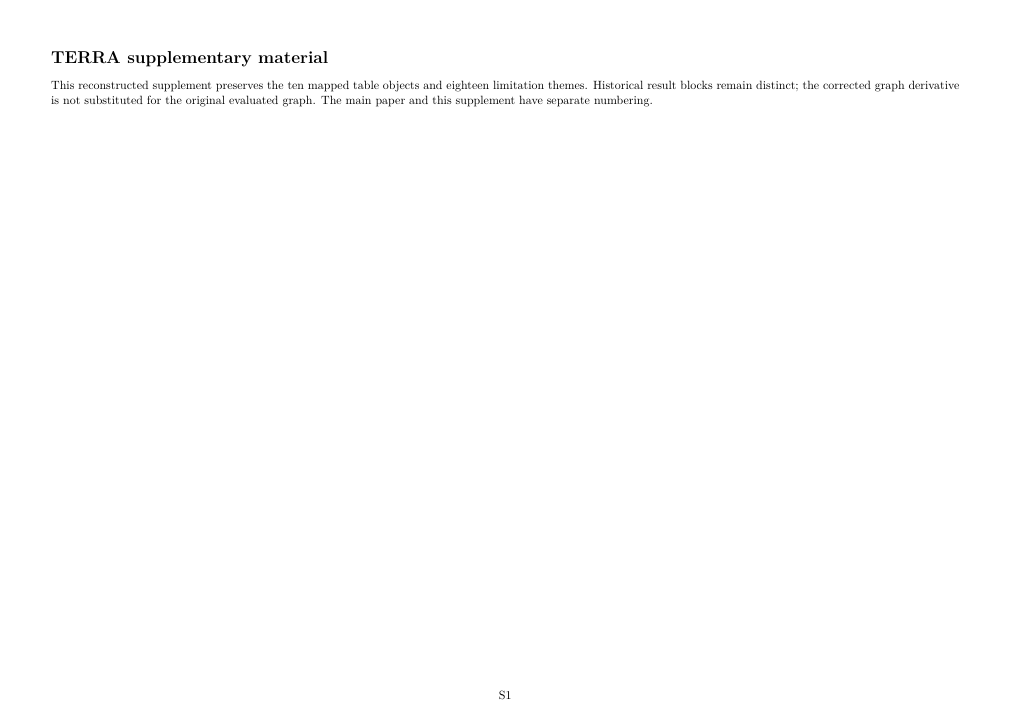 TERRA supplementary material
This reconstructed supplement preserves the ten mapped table objects and eighteen limitation themes. Historical result blocks remain distinct; the corrected graph derivative
is not substituted for the original evaluated graph. The main paper and this supplement have separate numbering.
S1